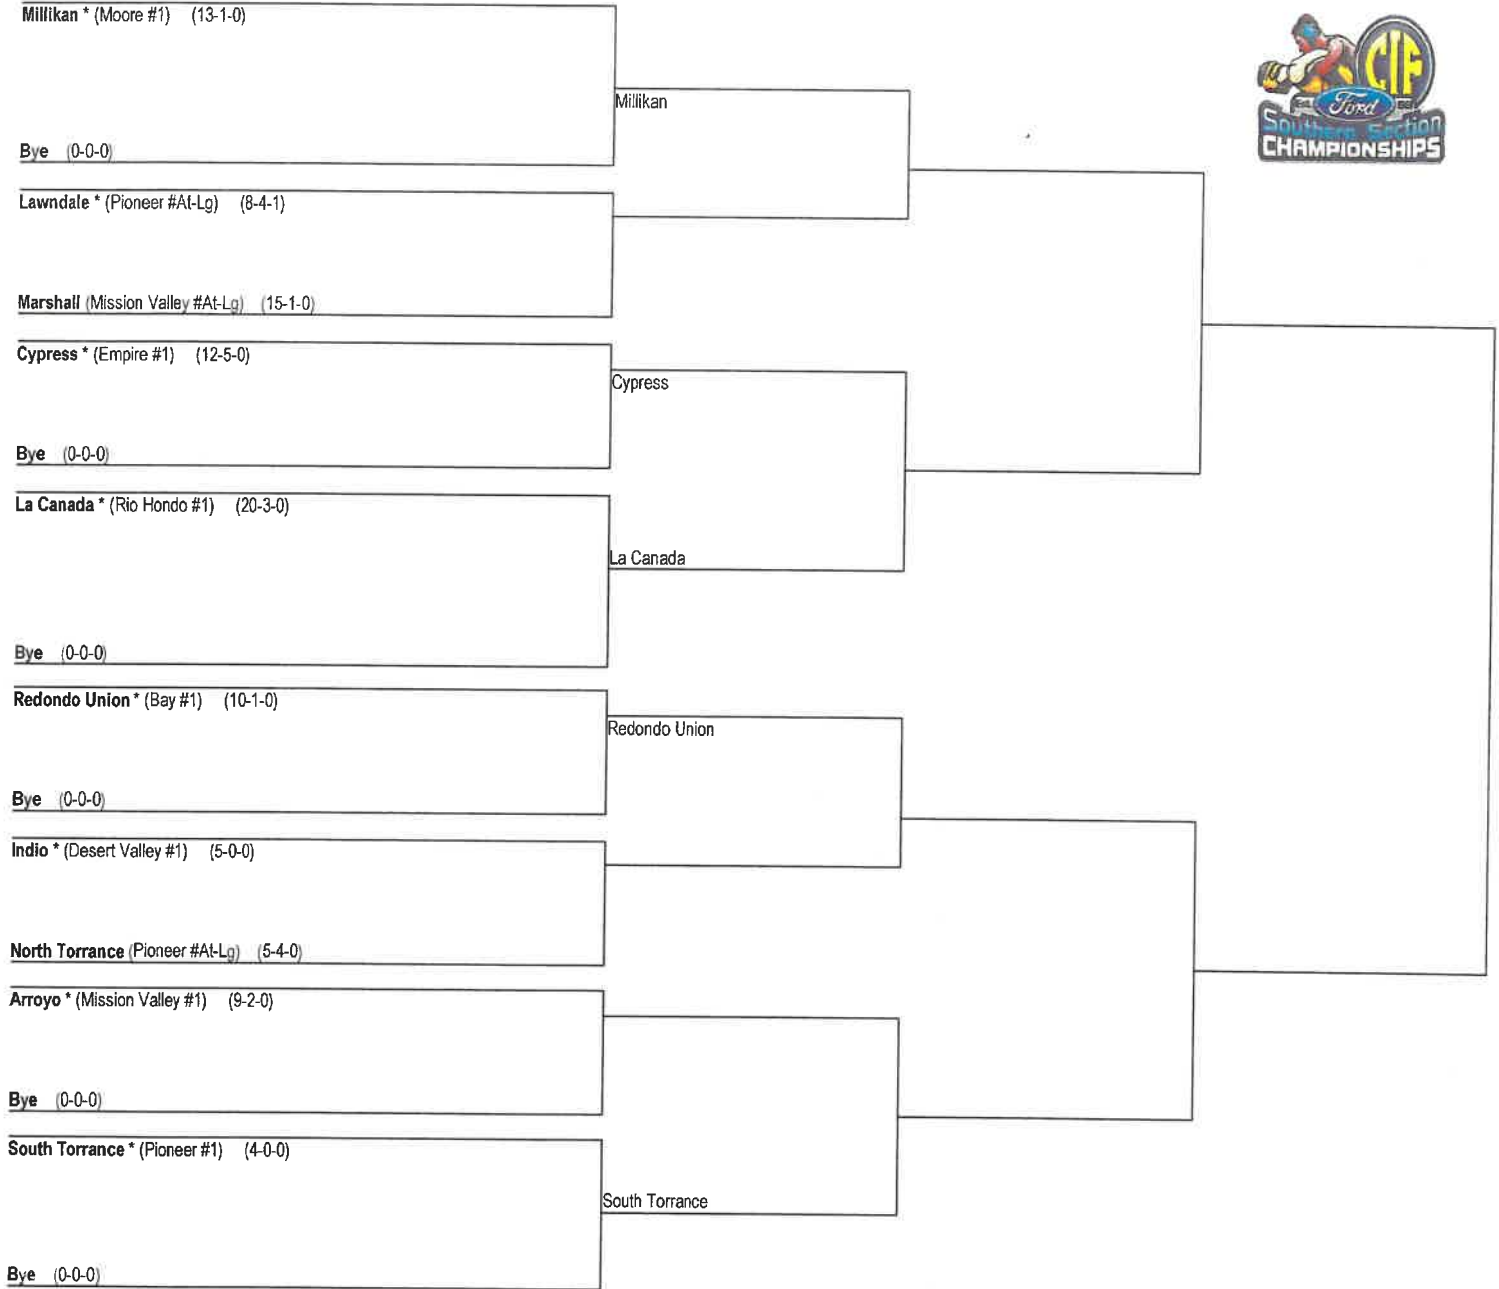 Millikan * (Moore #1) (13-1-0)
Millikan
Bye (0-0-0)
Lawndale * (Pioneer #At-Lg) (8-4-1)
Marshall (Mission Valley #At-Lg) (15-1-0)
Cypress * (Empire #1) (12-5-0)
Cypress
Bye (0-0-0)
La Canada * (Rio Hondo #1) (20-3-0)
La Canada
Bye (0-0-0)
Redondo Union * (Bay #1) (10-1-0)
Redondo Union
Bye (0-0-0)
Indio * (Desert Valley #1) (5-0-0)
North Torrance (Pioneer #At-Lg) (5-4-0)
Arroyo * (Mission Valley #1) (9-2-0)
Bye (0-0-0)
South Torrance * (Pioneer #1) (4-0-0)
South Torrance
Bye (0-0-0)
CIF
Ford
Southern Section
CHAMPIONSHIPS